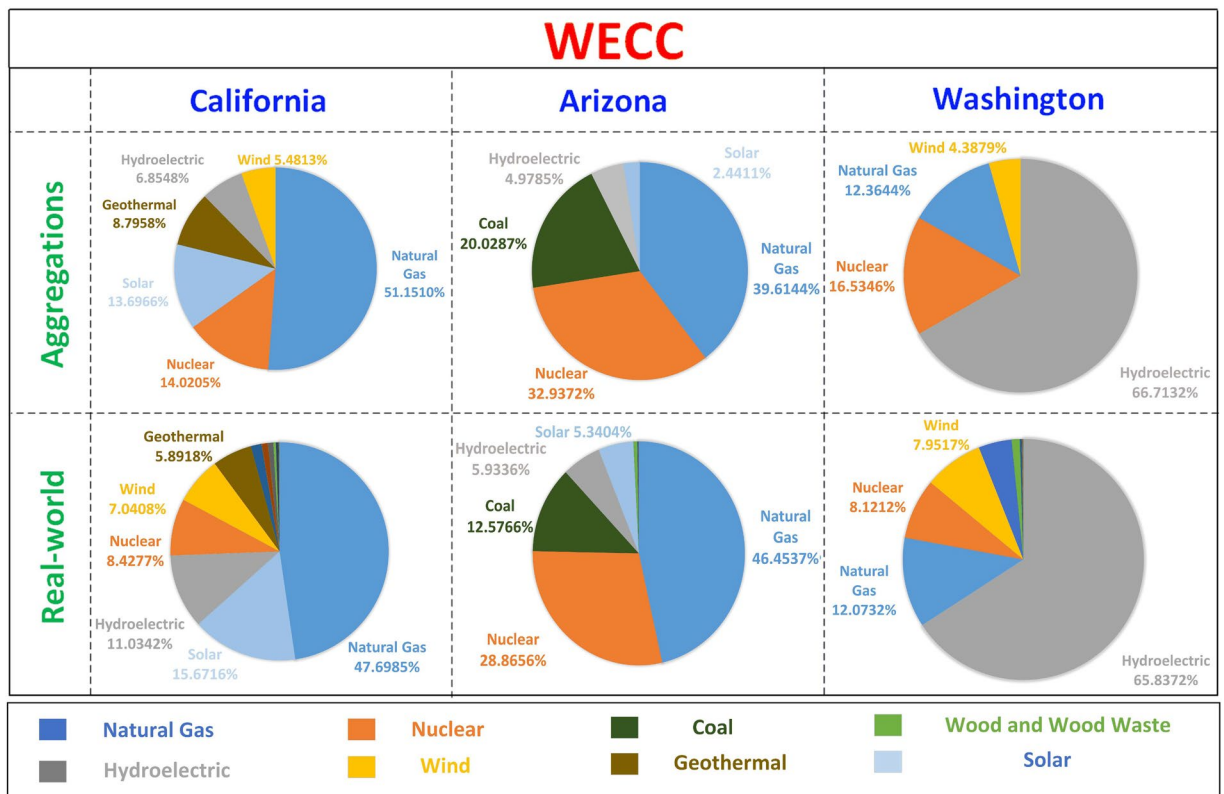 WECC
California
Arizona
Washington
Aggregations
Hydroelectric
6.8548%
Wind 5.4813%
Geothermal
8.7958%
Solar
13.6966%
Nuclear
14.0205%
Natural
Gas
51.1510%
Hydroelectric
4.9785%
Solar
2.4411%
Coal
20.0287%
Natural
Gas
39.6144%
Nuclear
32.9372%
Wind 4.3879%
Natural Gas
12.3644%
Nuclear
16.5346%
Hydroelectric
66.7132%
Real-world
Geothermal
5.8918%
Wind
7.0408%
Nuclear
8.4277%
Hydroelectric
11.0342%
Solar
15.6716%
Natural Gas
47.6985%
Solar 5.3404%
Hydroelectric
5.9336%
Coal
12.5766%
Natural
Gas
46.4537%
Nuclear
28.8656%
Wind
7.9517%
Nuclear
8.1212%
Natural
Gas
12.0732%
Hydroelectric
65.8372%
Natural Gas
Nuclear
Coal
Wood and Wood Waste
Hydroelectric
Wind
Geothermal
Solar